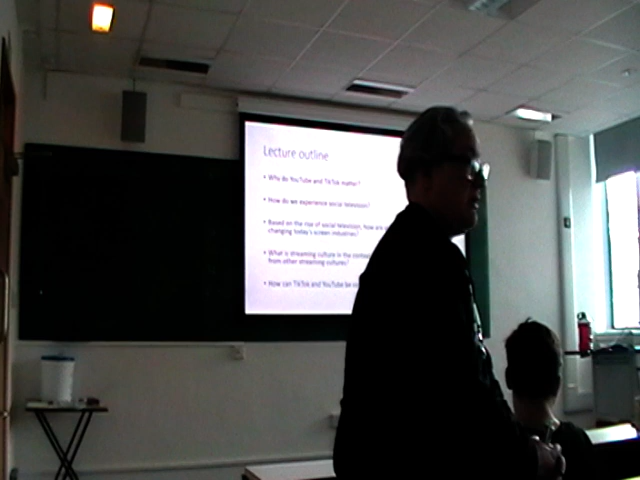 Lecture outline
• Why do YouTube and TikTok matter?
• How do we experience social television?
• Based on the rise of social television, how are
changing today's screen industries?
• What is streaming culture in the
from other streaming cultures?
• How can TikTok and YouTube be